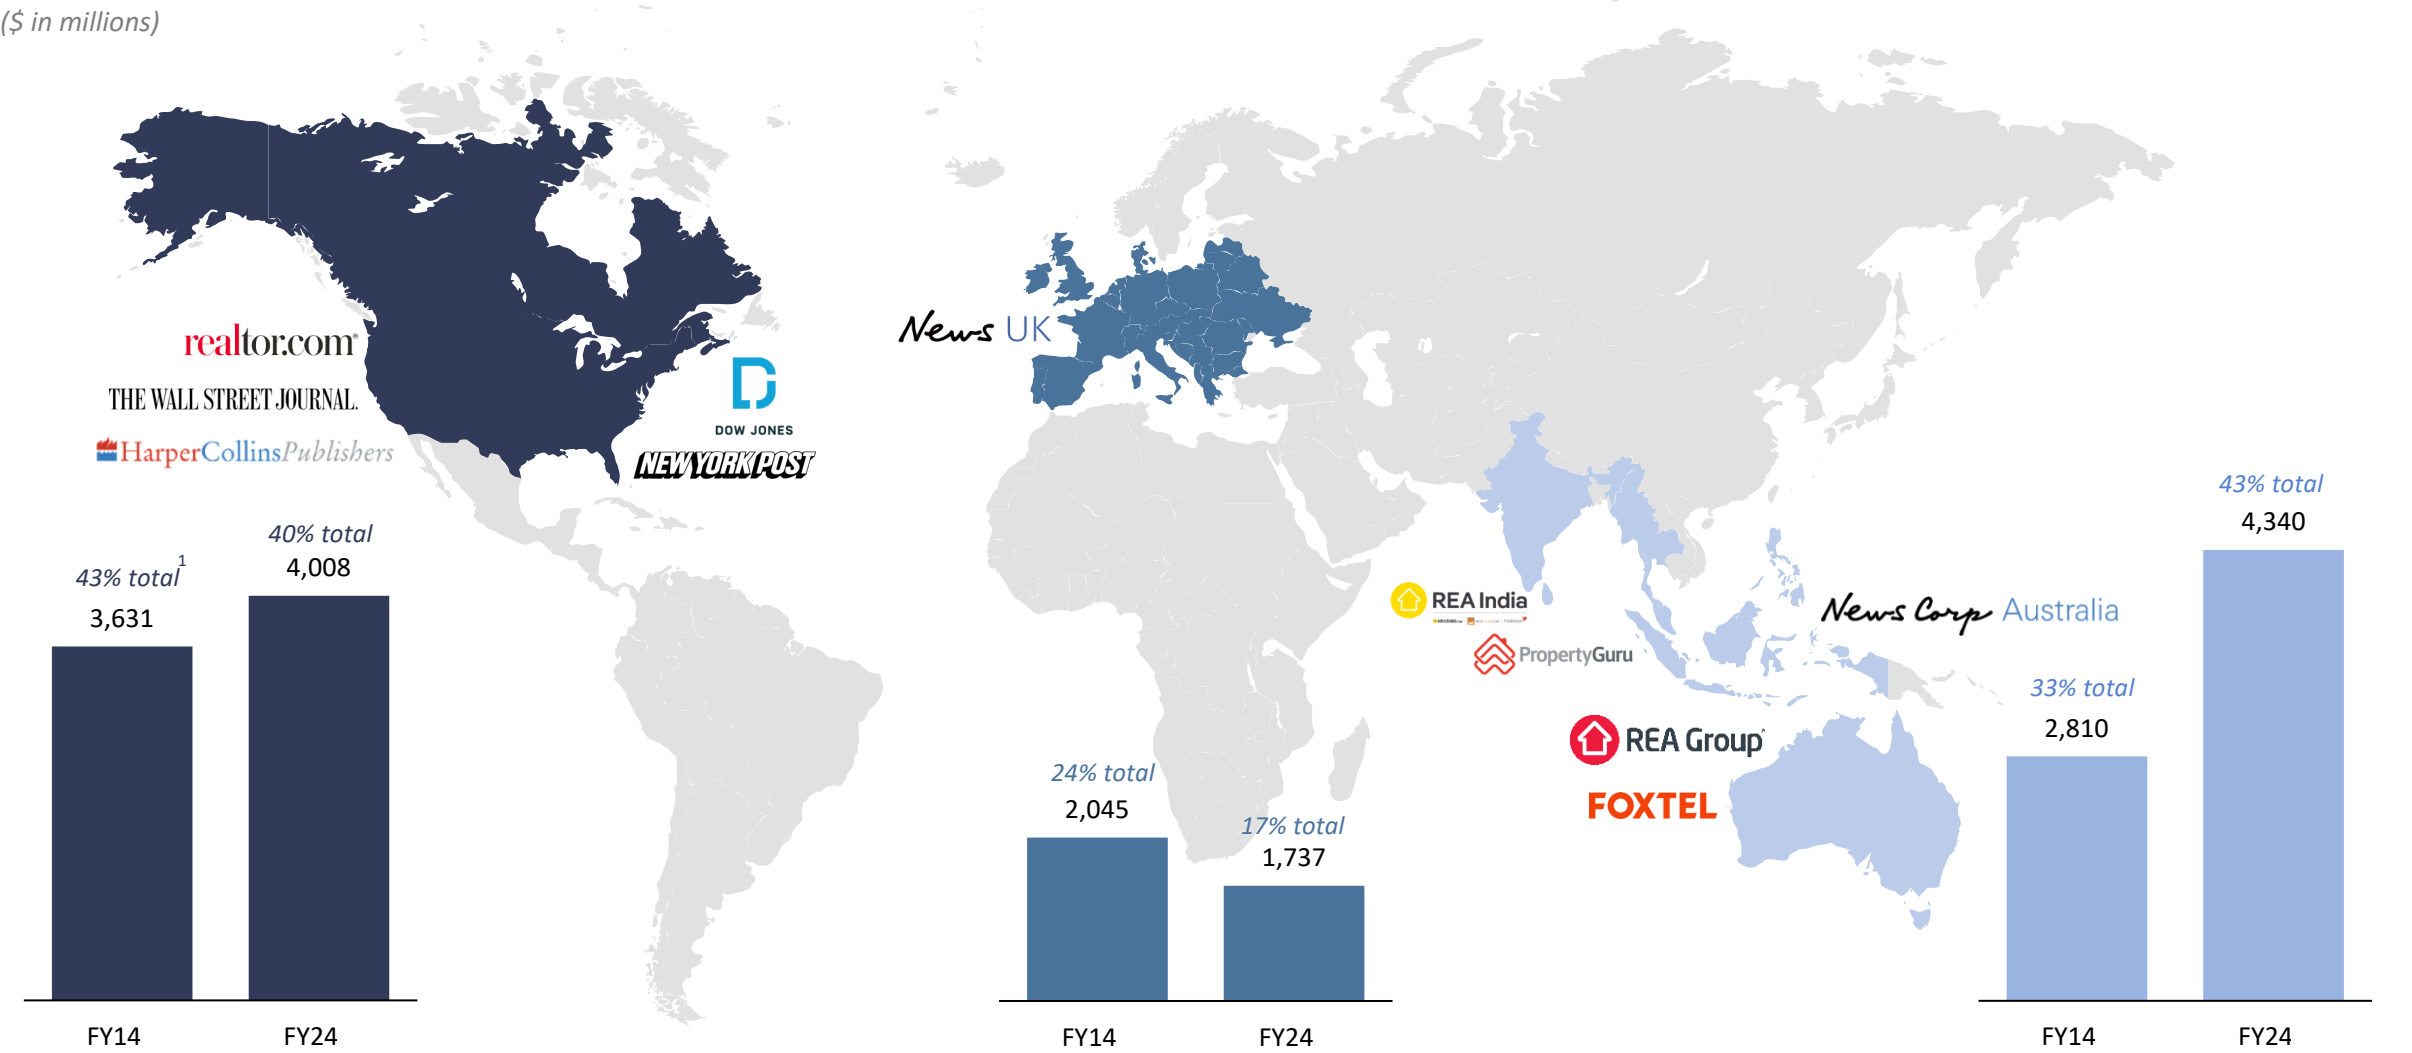 ($ in millions)
realtor.com®
THE WALL STREET JOURNAL.
HarperCollinsPublishers
DOW JONES
NEW YORK POST
43% total1
3,631
40% total
4,008
FY14
FY24
News UK
24% total
2,045
17% total
1,737
FY14
FY24
REA India
PropertyGuru
REA Group
FOXTEL
News Corp Australia
33% total
2,810
43% total
4,340
FY14
FY24